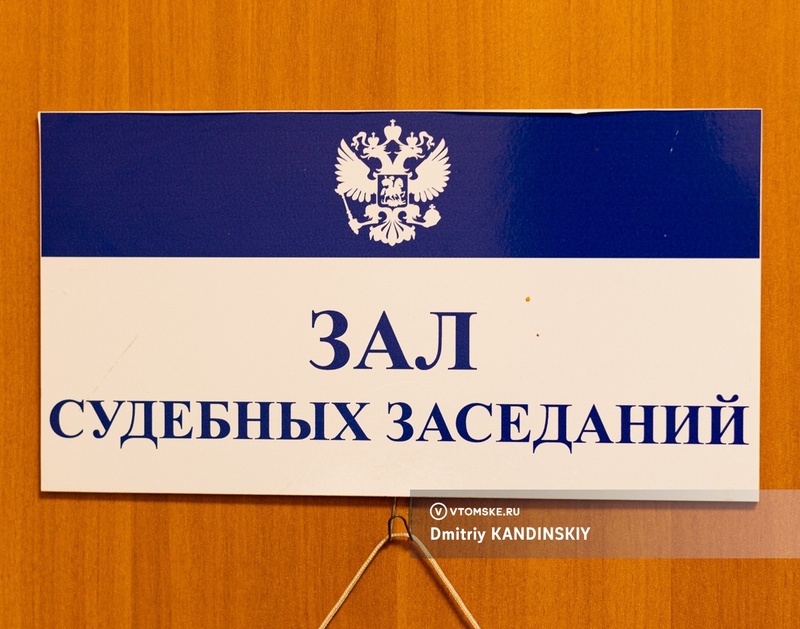 ЗАЛ
СУДЕБНЫХ ЗАСЕДАНИЙ
V VTOMSKE.RU
Dmitriy KANDINSKIY